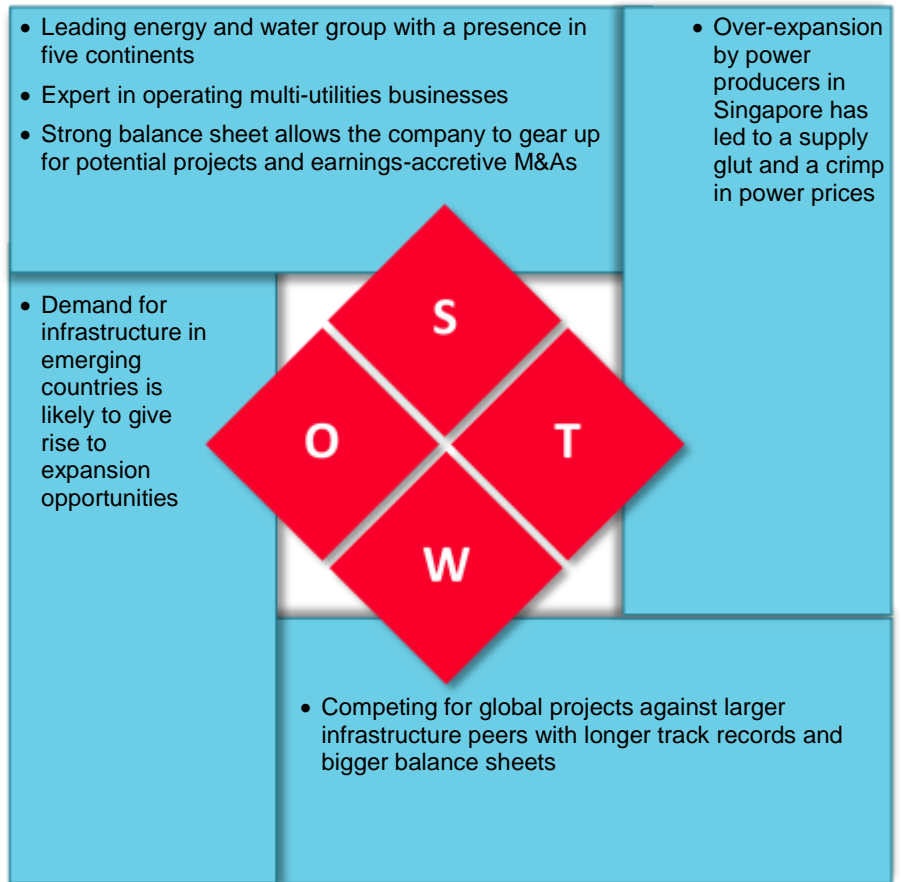 • Leading energy and water group with a presence in
five continents
• Expert in operating multi-utilities businesses
• Strong balance sheet allows the company to gear up
for potential projects and earnings-accretive M&As
• Over-expansion
by power
producers in
Singapore has
led to a supply
glut and a crimp
in power prices
• Demand for
infrastructure in
emerging
countries is
likely to give
rise to
expansion
opportunities
S
O
T
W
• Competing for global projects against larger
infrastructure peers with longer track records and
bigger balance sheets